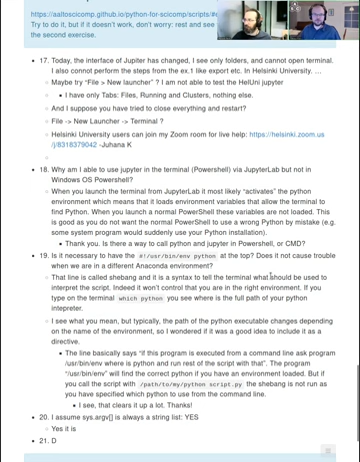 https://aaltoscicomp.github.io/python-for-scicomp/scripts/#e
Try to do it, but if it doesn't work, don't worry: rest and see
the second exercise.
17. Today, the interface of Jupiter has changed, I see only folders, and cannot open terminal.
I also cannot perform the steps from the ex.1 like export etc. In Helsinki University. ...
Maybe try "File > New launcher" ? I am not able to test the HelUni jupyter
I have only Tabs: Files, Running and Clusters, nothing else.
And I suppose you have tried to close everything and restart?
File -> New Launcher -> Terminal ?
Helsinki University users can join my Zoom room for live help: https://helsinki.zoom.us
/j/8318379042 -Juhana K
18. Why am I able to use jupyter in the terminal (Powershell) via JupyterLab but not in
Windows OS Powershell?
When you launch the terminal from JupyterLab it most likely "activates" the python
environment which means that it loads environment variables that allow the terminal to
find Python. When you launch a normal PowerShell these variables are not loaded. This
is good as you do not want the normal PowerShell to use a wrong Python by mistake (e.g.
some system program would suddenly use your Python installation).
Thank you. Is there a way to call python and jupyter in Powershell, or CMD?
19. Is it necessary to have the #!/usr/bin/env python at the top? Does it not cause trouble
when we are in a different Anaconda environment?
That line is called shebang and it is a syntax to tell the terminal what should be used to
interpret the script. Indeed it won't control that you are in the right environment. If you
type on the terminal which python you see where is the full path of your python
intepreter.
I see what you mean, but typically, the path of the python executable changes depending
on the name of the environment, so I wondered if it was a good idea to include it as a
directive.
The line basically says "if this program is executed from a command line ask program
/usr/bin/env where is python and run rest of the script with that". The program
"/usr/bin/env" will find the correct python if you have an environment loaded. But if
you call the script with /path/to/my/python script.py the shebang is not run as
you have specified which python to use from the command line.
I see, that clears it up a lot. Thanks!
20. I assume sys.argv[] is always a string list: YES
Yes it is
21. D